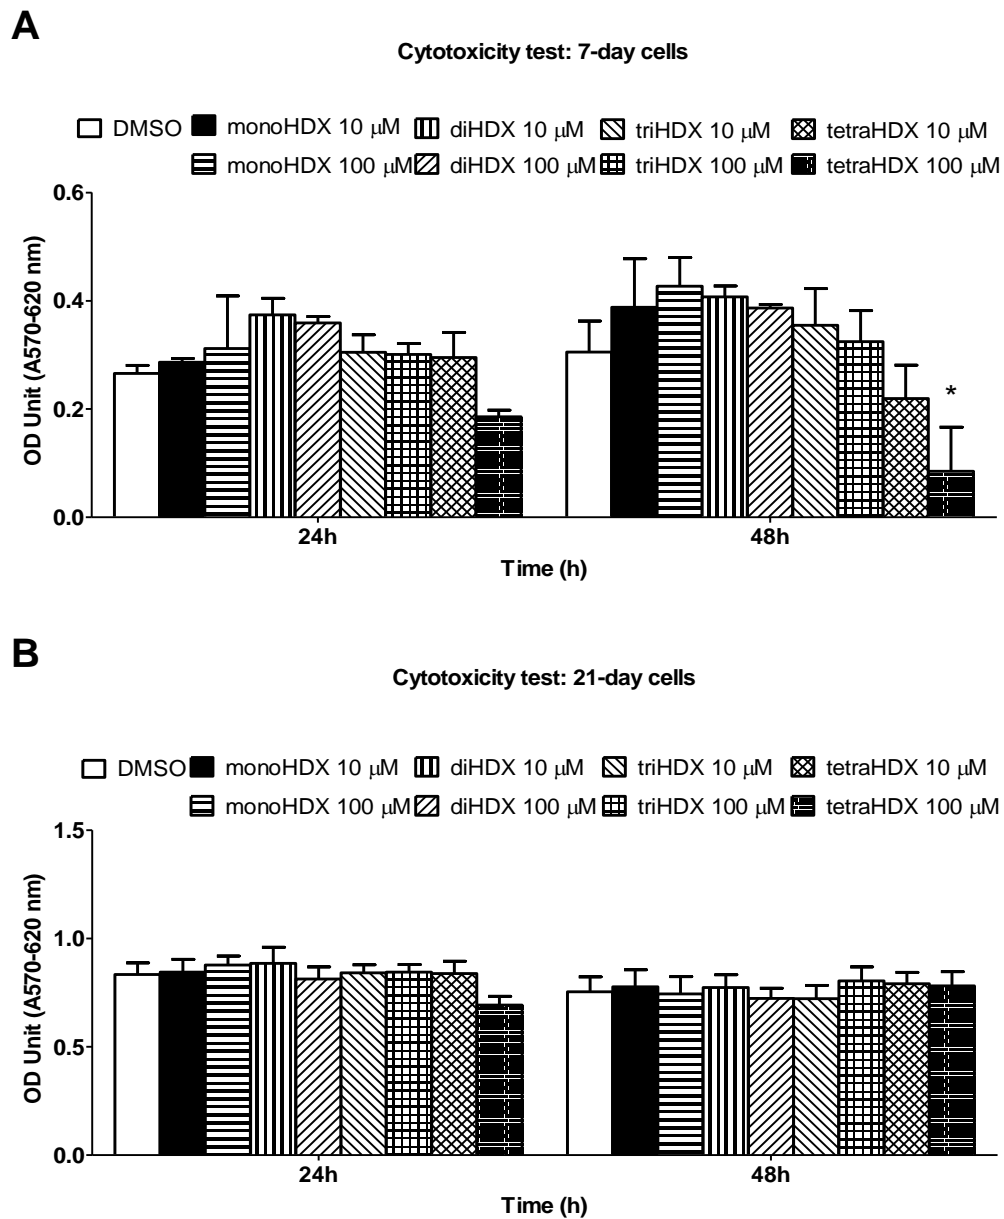 A
Cytotoxicity test: 7-day cells
DMSO monoHDX 10 μM diHDX 10 μM triHDX 10 μM tetraHDX 10 μM
monoHDX 100 μM diHDX 100 μM triHDX 100 μM tetraHDX 100 μM
0.6
0.4
0.2
0.0
OD Unit (A570-620 nm)
*
24h 48h
Time (h)
B
Cytotoxicity test: 21-day cells
DMSO monoHDX 10 μM diHDX 10 μM triHDX 10 μM tetraHDX 10 μM
monoHDX 100 μM diHDX 100 μM triHDX 100 μM tetraHDX 100 μM
1.5
1.0
0.5
0.0
OD Unit (A570-620 nm)
24h 48h
Time (h)